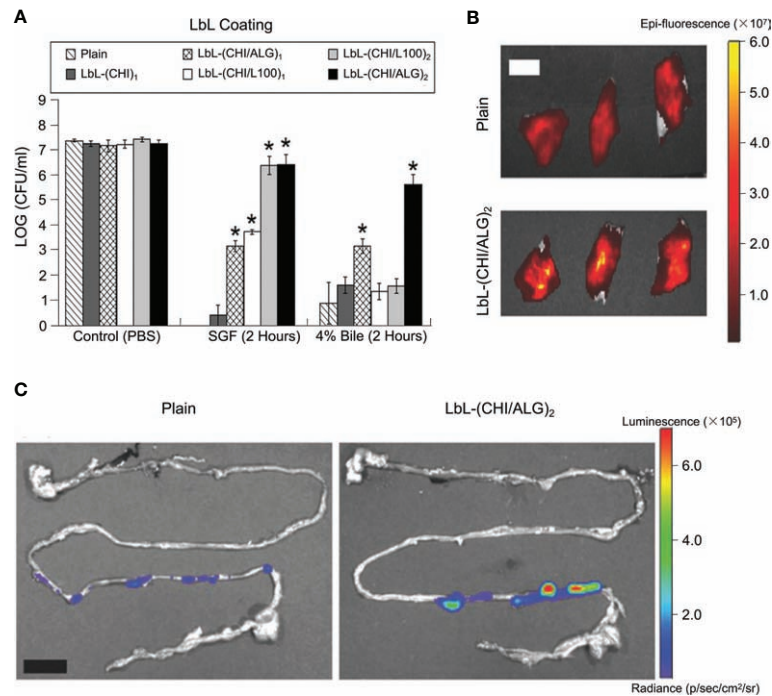 A
LbL Coating
Plain
LbL-(CHI/ALG)₁
LbL-(CHI/L100)₂
LbL-(CHI)₁
LbL-(CHI/L100)₁
LbL-(CHI/ALG)₂
LOG (CFU/ml)
9
8
7
6
5
4
3
2
1
0
* * * *
* *
Control (PBS) SGF (2 Hours) 4% Bile (2 Hours)
B
Epi-fluorescence (×10⁷)
Plain
LbL-(CHI/ALG)₂
6.0
5.0
4.0
3.0
2.0
1.0
C
Plain
LbL-(CHI/ALG)₂
Luminescence (×10⁵)
6.0
4.0
2.0
Radiance (p/sec/cm²/sr)